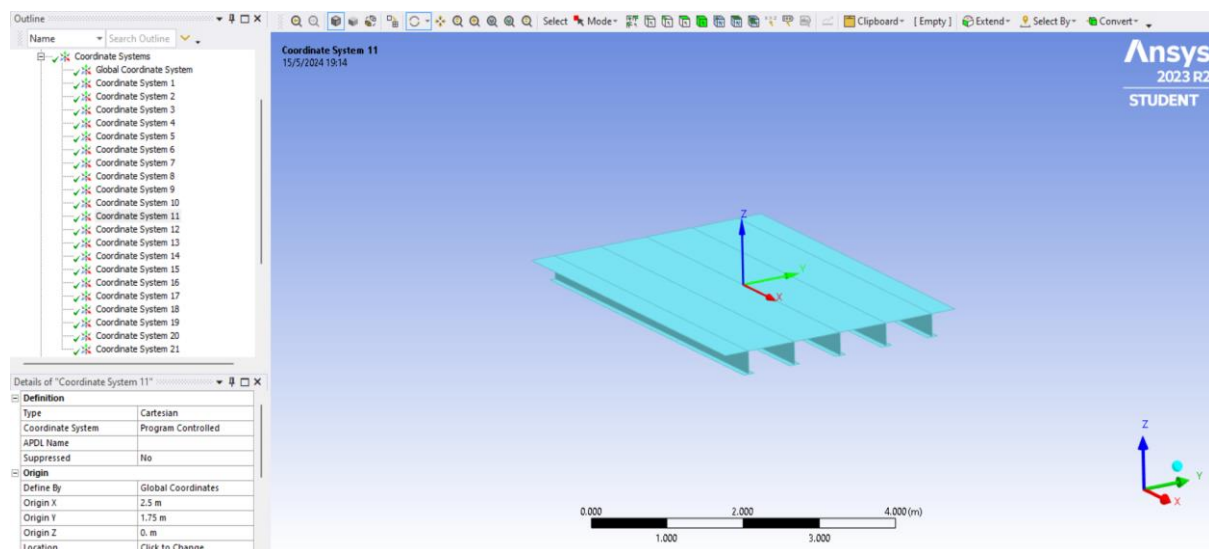 Outline
Name Search Outline
Coordinate Systems
Global Coordinate System
Coordinate System 1
Coordinate System 2
Coordinate System 3
Coordinate System 4
Coordinate System 5
Coordinate System 6
Coordinate System 7
Coordinate System 8
Coordinate System 9
Coordinate System 10
Coordinate System 11
Coordinate System 12
Coordinate System 13
Coordinate System 14
Coordinate System 15
Coordinate System 16
Coordinate System 17
Coordinate System 18
Coordinate System 19
Coordinate System 20
Coordinate System 21
Details of "Coordinate System 11"
Definition
Type Cartesian
Coordinate System Program Controlled
APDL Name
Suppressed No
Origin
Define By Global Coordinates
Origin X 2.5 m
Origin Y 1.75 m
Origin Z 0. m
Location Click to Change
Select Mode Clipboard [ Empty ] Extend Select By Convert
Coordinate System 11
15/5/2024 19:14
Ansys
2023 R2
STUDENT
Z
Y
X
Z
Y
X
0.000 2.000 4.000 (m)
1.000 3.000